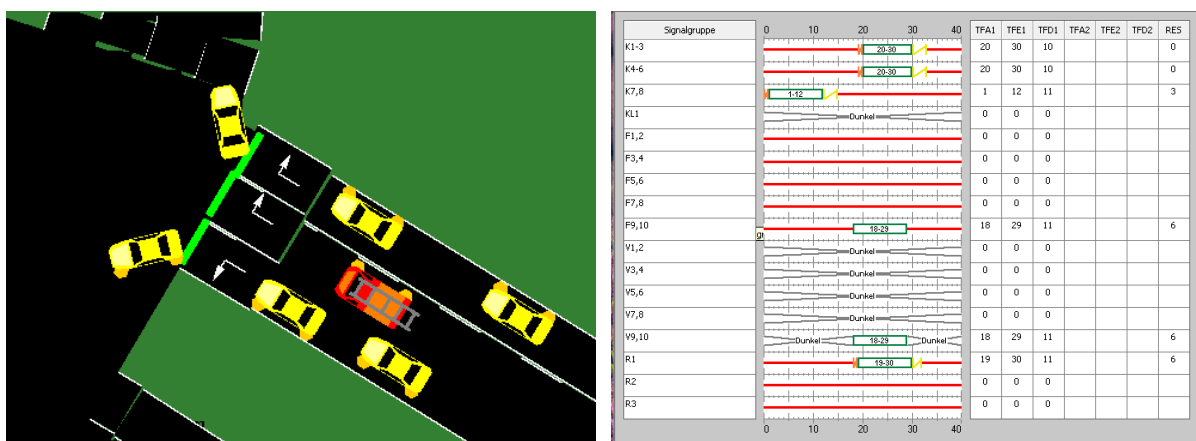 Signalgruppe 0 10 20 30 40 TFA1 TFE1 TFD1 TFA2 TFE2 TFD2 RES
K1-3 20-30 20 30 10 0
K4-6 20-30 20 30 10 0
K7,8 1-12 1 12 11 3
KL1 Dunkel 0 0 0
F1,2 0 0 0
F3,4 0 0 0
F5,6 0 0 0
F7,8 0 0 0
F9,10 18-29 18 29 11 6
V1,2 Dunkel 0 0 0
V3,4 Dunkel 0 0 0
V5,6 Dunkel 0 0 0
V7,8 Dunkel 0 0 0
V9,10 Dunkel 18-29 Dunkel 18 29 11 6
R1 19-30 19 30 11 6
R2 0 0 0
R3 0 0 0
0 10 20 30 40